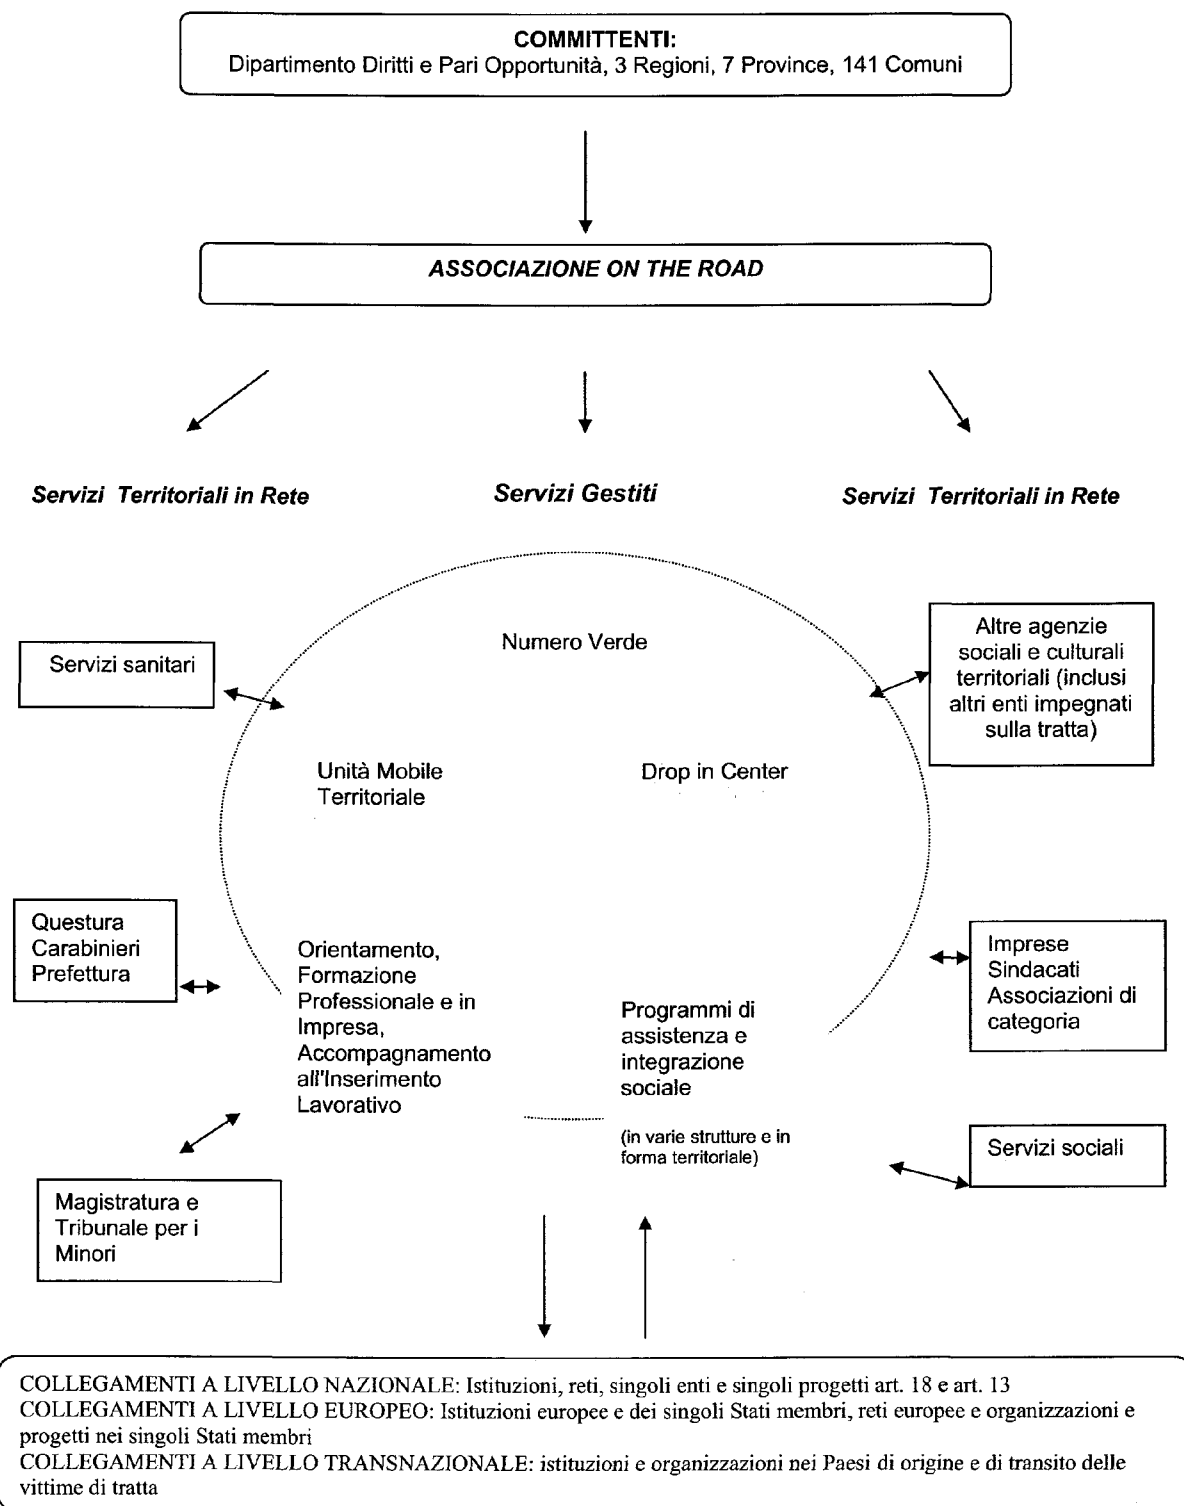 COMMITTENTI:
Dipartimento Diritti e Pari Opportunità, 3 Regioni, 7 Province, 141 Comuni
ASSOCIAZIONE ON THE ROAD
Servizi Territoriali in Rete
Servizi Gestiti
Servizi Territoriali in Rete
Numero Verde
Servizi sanitari
Altre agenzie
sociali e culturali
territoriali (inclusi
altri enti impegnati
sulla tratta)
Unità Mobile
Territoriale
Drop in Center
Questura
Carabinieri
Prefettura
Orientamento,
Formazione
Professionale e in
Impresa,
Accompagnamento
all'Inserimento
Lavorativo
Programmi di
assistenza e
integrazione
sociale
(in varie strutture e in
forma territoriale)
Imprese
Sindacati
Associazioni di
categoria
Servizi sociali
Magistratura e
Tribunale per i
Minori
COLLEGAMENTI A LIVELLO NAZIONALE: Istituzioni, reti, singoli enti e singoli progetti art. 18 e art. 13
COLLEGAMENTI A LIVELLO EUROPEO: Istituzioni europee e dei singoli Stati membri, reti europee e organizzazioni e
progetti nei singoli Stati membri
COLLEGAMENTI A LIVELLO TRANSNAZIONALE: istituzioni e organizzazioni nei Paesi di origine e di transito delle
vittime di tratta